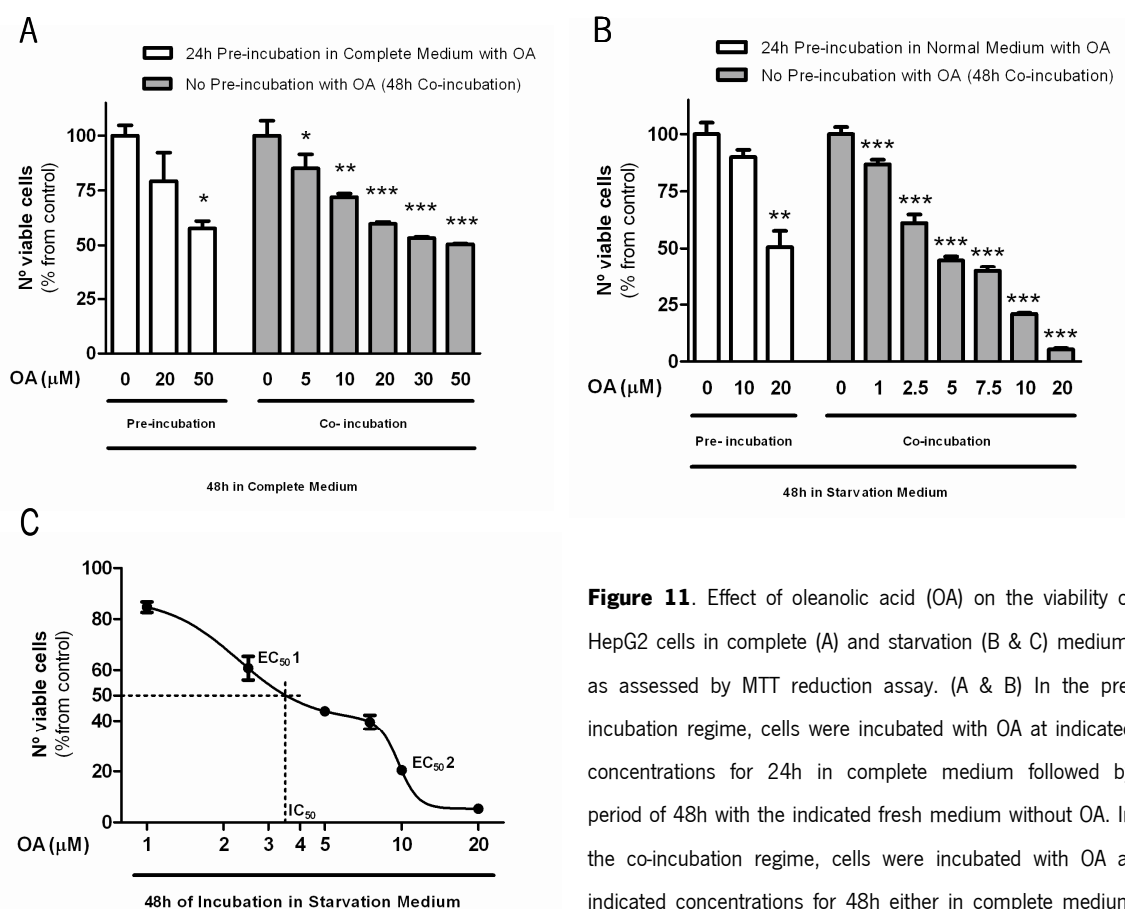 A
24h Pre-incubation in Complete Medium with OA
No Pre-incubation with OA (48h Co-incubation)
100
75
50
25
0
Nº viable cells
(% from control)
*
*
**
***
***
***
OA (µM) 0 20 50 0 5 10 20 30 50
Pre-incubation Co- incubation
48h in Complete Medium
B
24h Pre-incubation in Normal Medium with OA
No Pre-incubation with OA (48h Co-incubation)
100
75
50
25
0
Nº viable cells
(% from control)
**
***
***
***
***
***
***
OA (µM) 0 10 20 0 1 2.5 5 7.5 10 20
Pre- incubation Co-incubation
48h in Starvation Medium
C
100
80
60
50
40
20
0
Nº viable cells
(%from control)
EC₅₀1
EC₅₀2
IC₅₀
OA (µM) 1 2 3 4 5 10 20
48h of Incubation in Starvation Medium
Figure 11. Effect of oleanolic acid (OA) on the viability
HepG2 cells in complete (A) and starvation (B & C) medium
as assessed by MTT reduction assay. (A & B) In the pre
incubation regime, cells were incubated with OA at indicated
concentrations for 24h in complete medium followed
period of 48h with the indicated fresh medium without OA.
the co-incubation regime, cells were incubated with OA
indicated concentrations for 48h either in complete medium